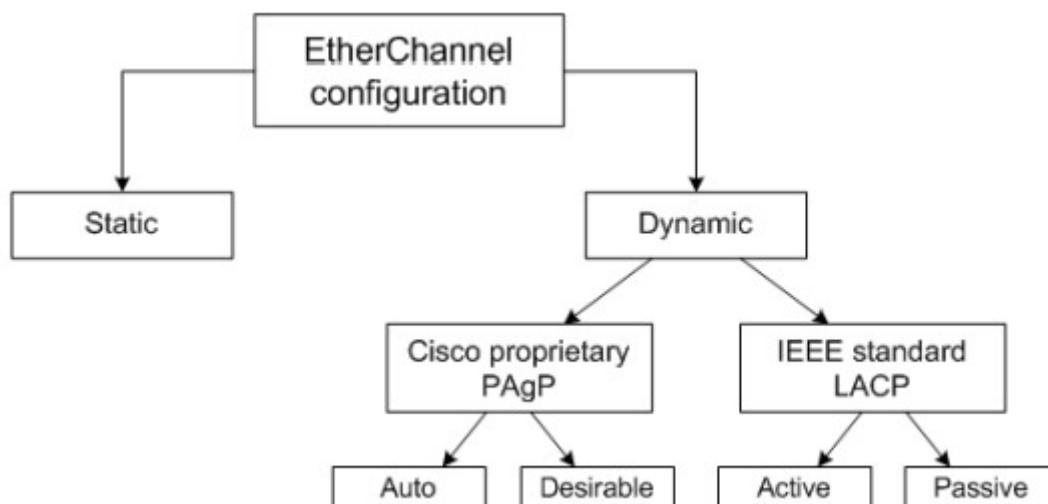 EtherChannel
configuration
Static
Dynamic
Cisco proprietary
PAgP
IEEE standard
LACP
Auto
Desirable
Active
Passive